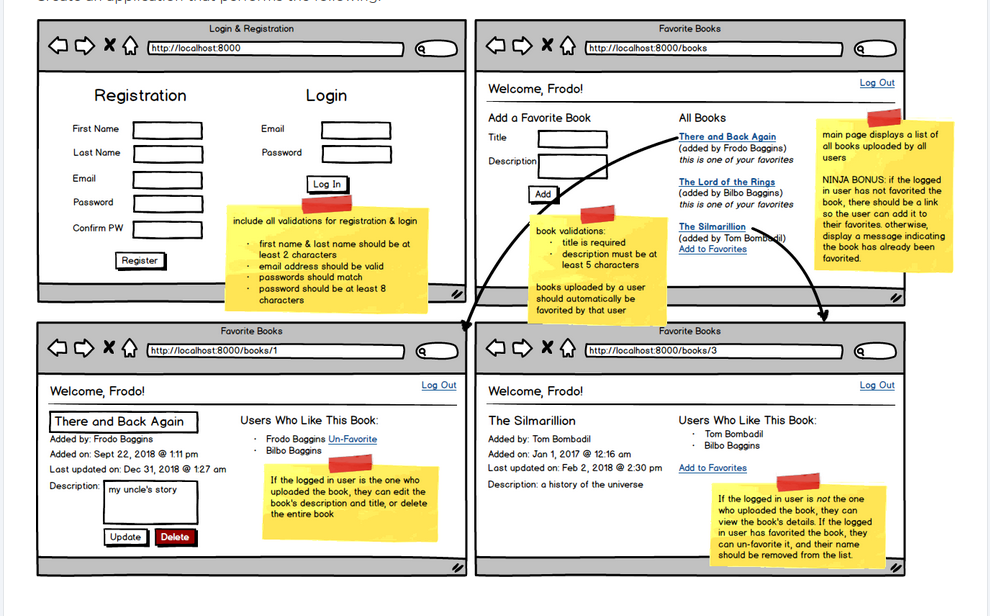 Create an application that performs the following:
Login & Registration
http://localhost:8000
Registration
First Name
Last Name
Email
Password
Confirm PW
Register
Login
Email
Password
Log In
include all validations for registration & login
· first name & last name should be at
least 2 characters
· email address should be valid
· passwords should match
· password should be at least 8
characters
Favorite Books
http://localhost:8000/books
Log Out
Welcome, Frodo!
Add a Favorite Book
Title
Description
Add
book validations:
· title is required
· description must be at
least 5 characters
books uploaded by a user
should automatically be
favorited by that user
All Books
There and Back Again
(added by Frodo Baggins)
this is one of your favorites
The Lord of the Rings
(added by Bilbo Baggins)
this is one of your favorites
The Silmarillion
(added by Tom Bombadil)
Add to Favorites
main page displays a list of
all books uploaded by all
users
NINJA BONUS: if the logged
in user has not favorited the
book, there should be a link
so the user can add it to
their favorites. otherwise,
display a message indicating
the book has already been
favorited.
Favorite Books
http://localhost:8000/books/1
Log Out
Welcome, Frodo!
There and Back Again
Added by: Frodo Baggins
Added on: Sept 22, 2018 @ 1:11 pm
Last updated on: Dec 31, 2018 @ 1:27 am
Description:
my uncle's story
Update
Delete
Users Who Like This Book:
· Frodo Baggins Un-Favorite
· Bilbo Baggins
If the logged in user is the one who
uploaded the book, they can edit the
book's description and title, or delete
the entire book
Favorite Books
http://localhost:8000/books/3
Log Out
Welcome, Frodo!
The Silmarillion
Added by: Tom Bombadil
Added on: Jan 1, 2017 @ 12:16 am
Last updated on: Feb 2, 2018 @ 2:30 pm
Description: a history of the universe
Users Who Like This Book:
· Tom Bombadil
· Bilbo Baggins
Add to Favorites
If the logged in user is not the one
who uploaded the book, they can
view the book's details. If the logged
in user has favorited the book, they
can un-favorite it, and their name
should be removed from the list.